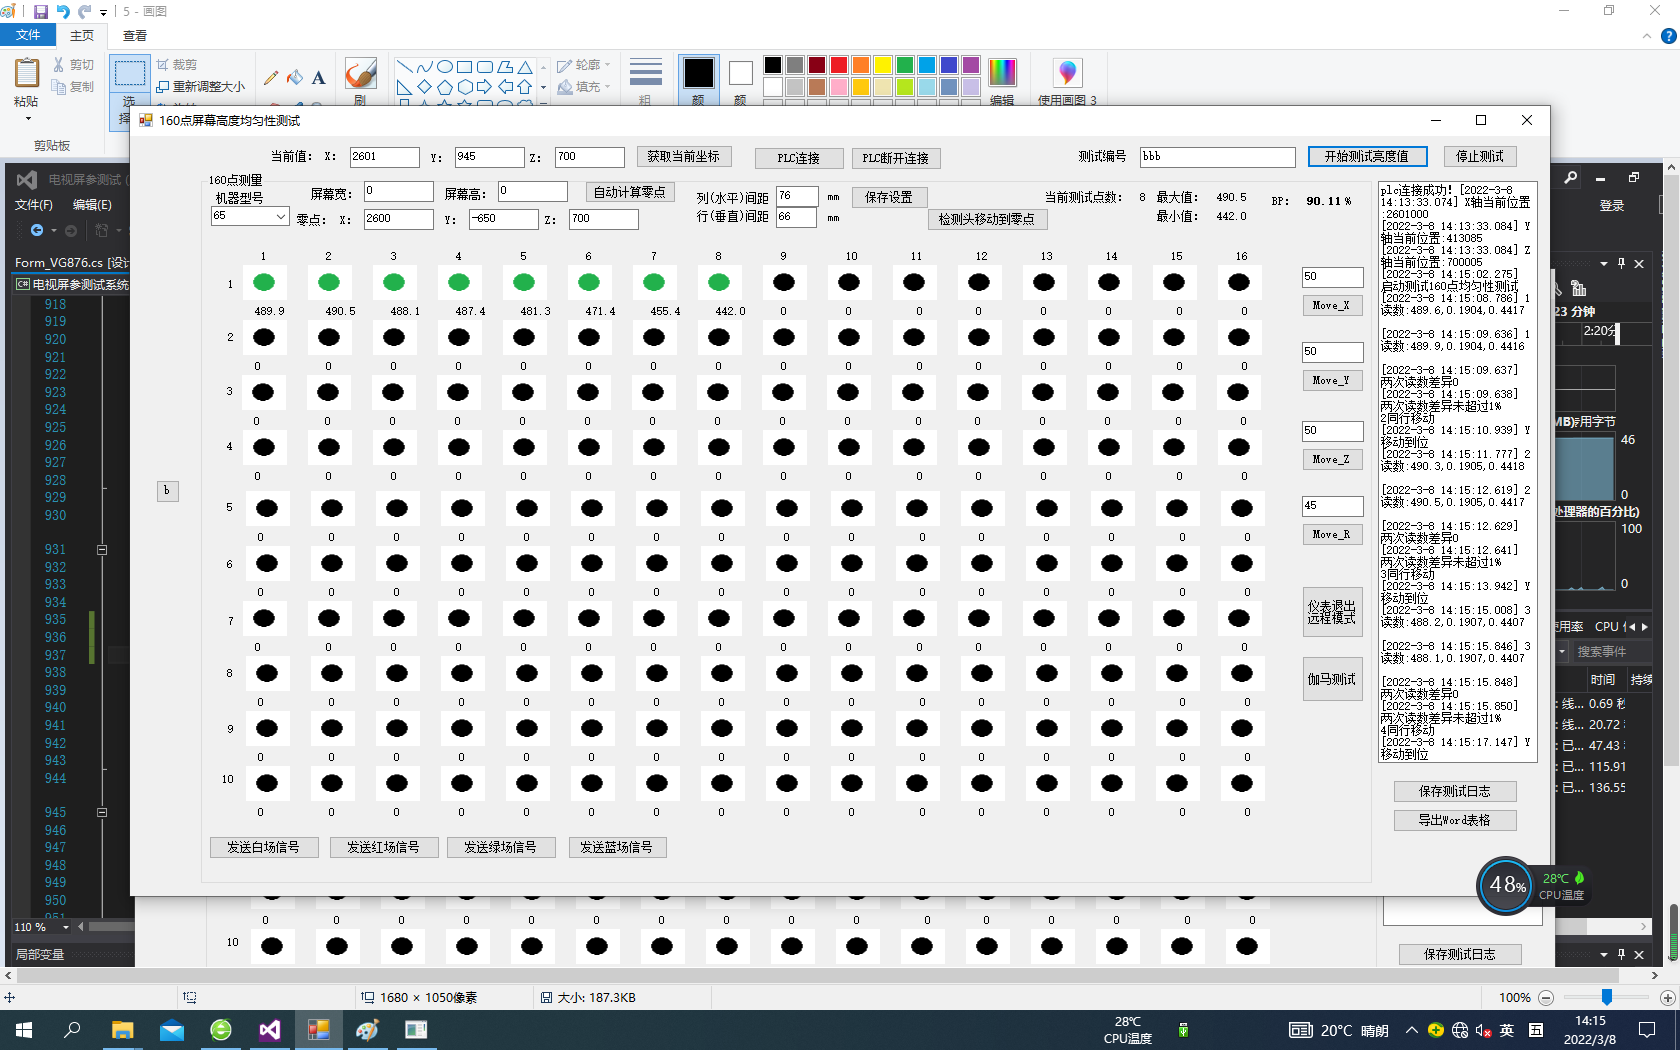 5 - 画图
文件
主页
查看
粘贴
剪切
复制
剪贴板
选
择
裁剪
重新调整大小
A
刷
轮廓
填充
粗
颜
颜
编辑
使用画图 3
160点屏幕高度均匀性测试
当前值: X: 2601 Y: 945 Z: 700
获取当前坐标
PLC连接
PLC断开连接
测试编号 bbb
开始测试亮度值
停止测试
160点测量
机器型号
65
屏幕宽: 0 屏幕高: 0
自动计算零点
零点: X: 2600 Y: -650 Z: 700
列(水平)间距 76 mm
行(垂直)间距 66 mm
保存设置
检测头移动到零点
当前测试点数: 8 最大值: 490.5
最小值: 442.0
BP: 90.11%
1 2 3 4 5 6 7 8 9 10 11 12 13 14 15 16
1
489.9 490.5 488.1 487.4 481.3 471.4 455.4 442.0 0 0 0 0 0 0 0 0
2
0 0 0 0 0 0 0 0 0 0 0 0 0 0 0 0
3
0 0 0 0 0 0 0 0 0 0 0 0 0 0 0 0
4
0 0 0 0 0 0 0 0 0 0 0 0 0 0 0 0
5
0 0 0 0 0 0 0 0 0 0 0 0 0 0 0 0
6
0 0 0 0 0 0 0 0 0 0 0 0 0 0 0 0
7
0 0 0 0 0 0 0 0 0 0 0 0 0 0 0 0
8
0 0 0 0 0 0 0 0 0 0 0 0 0 0 0 0
9
0 0 0 0 0 0 0 0 0 0 0 0 0 0 0 0
10
0 0 0 0 0 0 0 0 0 0 0 0 0 0 0 0
b
50
Move_X
50
Move_Y
50
Move_Z
45
Move_R
仪表退出
远程模式
伽马测试
发送白场信号
发送红场信号
发送绿场信号
发送蓝场信号
plc连接成功! [2022-3-8
14:13:33.074] X轴当前位置
:2601000
[2022-3-8 14:13:33.084] Y
轴当前位置:413085
[2022-3-8 14:13:33.084] Z
轴当前位置:700005
[2022-3-8 14:15:02.275]
启动测试160点均匀性测试
[2022-3-8 14:15:08.786] 1
读数:489.6,0.1904,0.4417
[2022-3-8 14:15:09.636] 1
读数:489.9,0.1904,0.4416
[2022-3-8 14:15:09.637]
两次读数差异0
[2022-3-8 14:15:09.638]
两次读数差异未超过1%
2同行移动
[2022-3-8 14:15:10.939] Y
移动到位
[2022-3-8 14:15:11.777] 2
读数:490.3,0.1905,0.4418
[2022-3-8 14:15:12.619] 2
读数:490.5,0.1905,0.4417
[2022-3-8 14:15:12.629]
两次读数差异0
[2022-3-8 14:15:12.641]
两次读数差异未超过1%
3同行移动
[2022-3-8 14:15:13.942] Y
移动到位
[2022-3-8 14:15:15.008] 3
读数:488.2,0.1907,0.4407
[2022-3-8 14:15:15.846] 3
读数:488.1,0.1907,0.4407
[2022-3-8 14:15:15.848]
两次读数差异0
[2022-3-8 14:15:15.850]
两次读数差异未超过1%
4同行移动
[2022-3-8 14:15:17.147] Y
移动到位
保存测试日志
导出Word表格
电视屏参测试 (
文件(F) 编辑(E)
Form_VG876.cs [设计
C# 电视屏参测试系统
918
919
920
921
922
923
924
925
926
927
928
929
930
931
932
933
934
935
936
937
938
939
940
941
942
943
944
945
946
947
948
949
950
951
110 %
局部变量
登录
23 分钟
2:20分
MB)
用字节
46
0
处理器的百分比)
100
0
使用率 CPU
搜索事件
时间 持续
: 线... 0.69 秒
: 线... 20.72
: 已... 47.43
: 已... 115.91
: 已... 136.55
48%
28℃
CPU温度
0 0 0 0 0 0 0 0 0 0 0 0 0 0 0 0
10
保存测试日志
1680 × 1050像素
大小: 187.3KB
100%
28℃
CPU温度
20°C 晴朗
英
14:15
2022/3/8